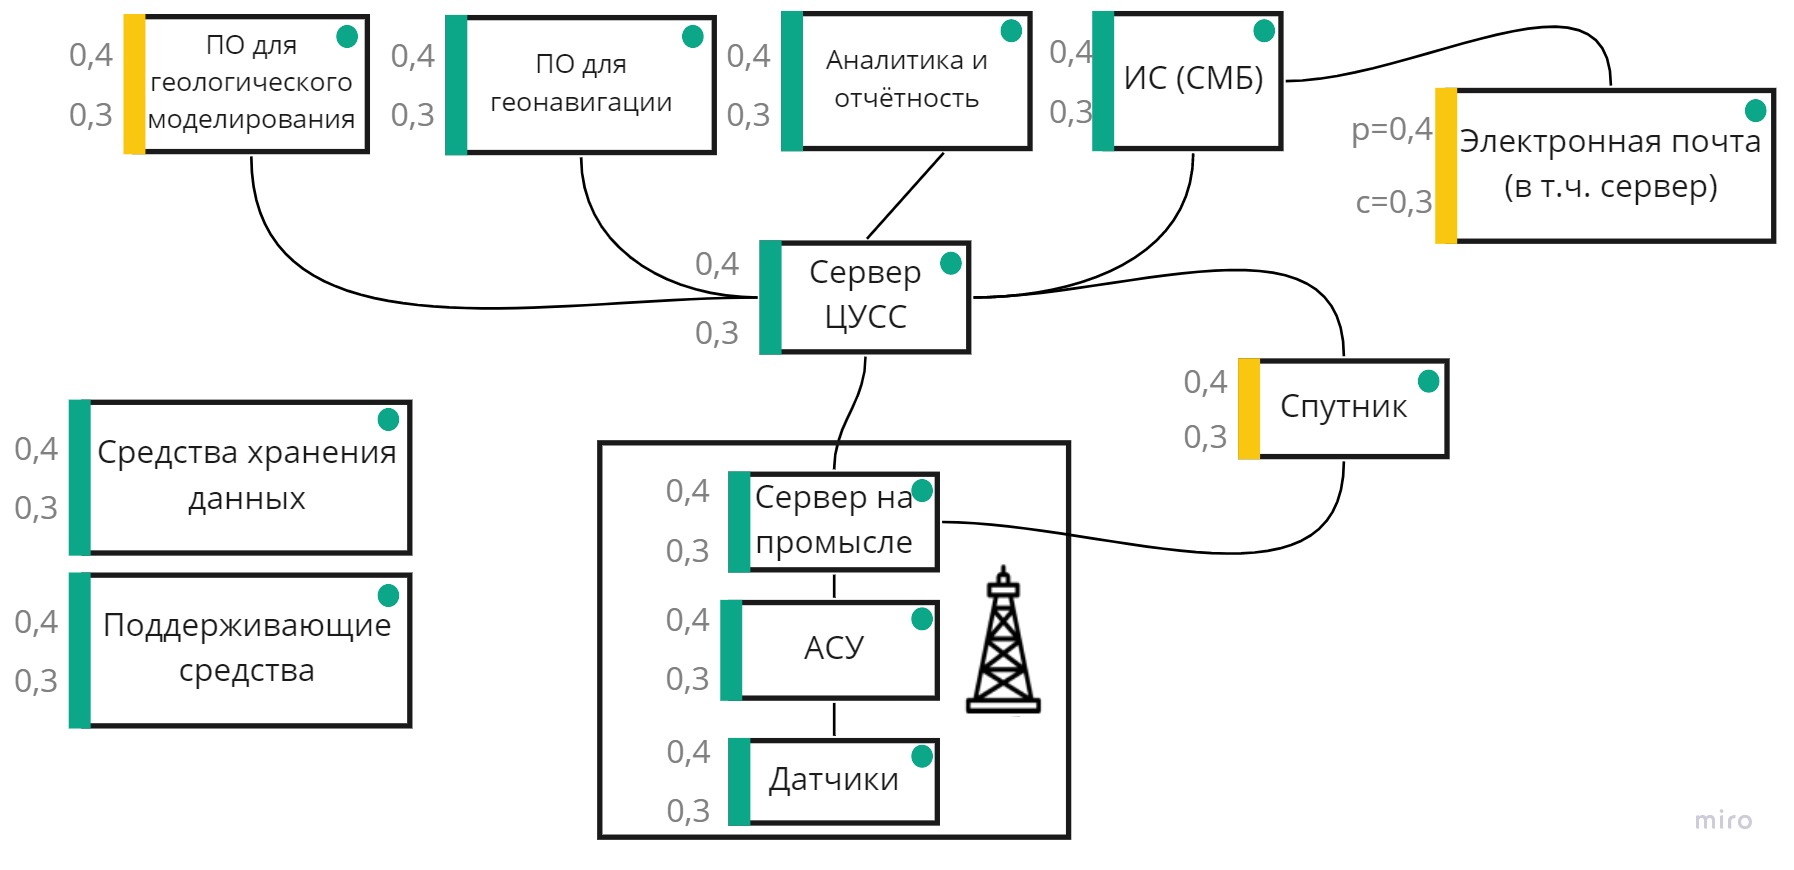 0,4
0,3
ПО для
геологического
моделирования
0,4
0,3
ПО для
геонавигации
0,4
0,3
Аналитика и
отчётность
0,4
0,3
ИС (СМБ)
p=0,4
c=0,3
Электронная почта
(в т.ч. сервер)
0,4
0,3
Сервер
ЦУСС
0,4
0,3
Спутник
0,4
0,3
Средства хранения
данных
0,4
0,3
Поддерживающие
средства
0,4
0,3
Сервер на
промысле
0,4
0,3
АСУ
0,4
0,3
Датчики
miro